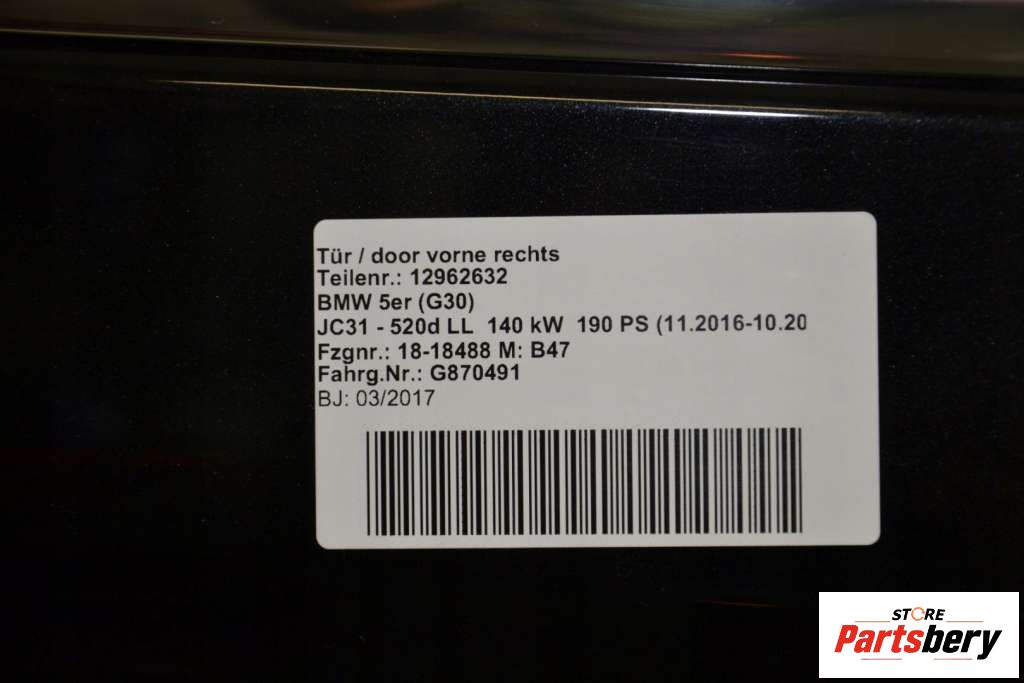 Tür / door vorne rechts
Teilenr.: 12962632
BMW 5er (G30)
JC31 - 520d LL 140 kW 190 PS (11.2016-10.20
Fzgnr.: 18-18488 M: B47
Fahrg.Nr.: G870491
BJ: 03/2017
STORE
Partsbery